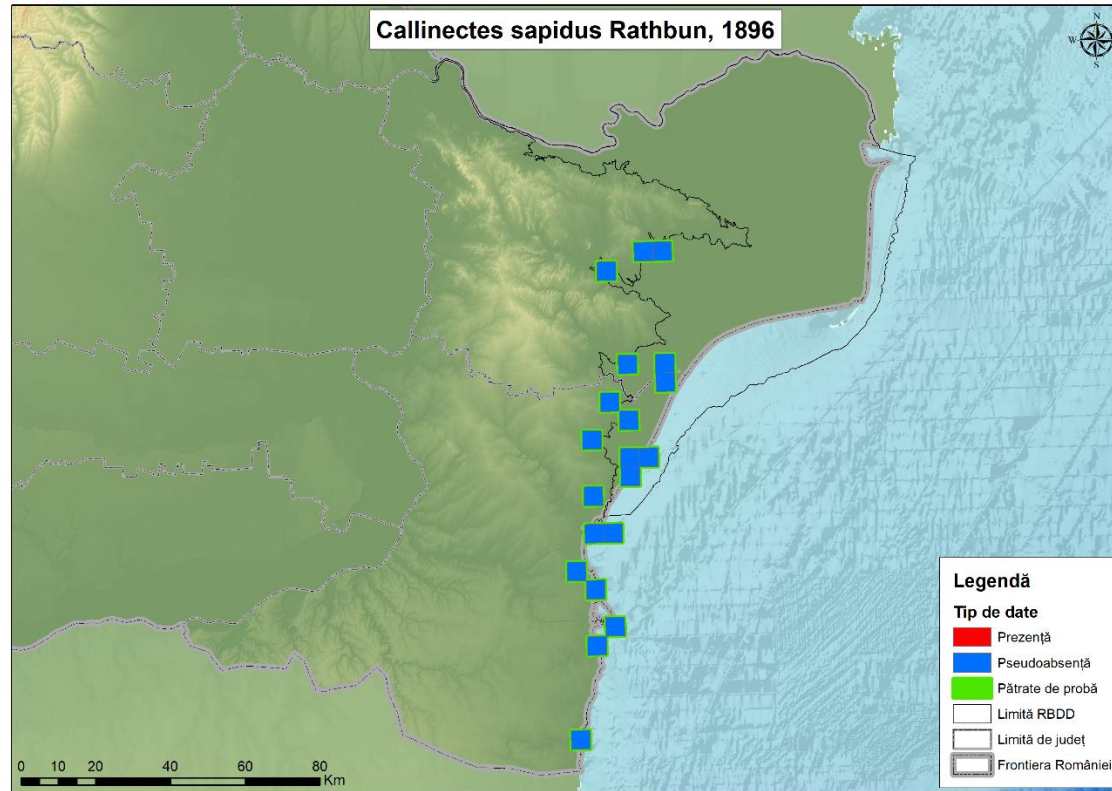 Callinectes sapidus Rathbun, 1896
N
W E
S
Legendă
Tip de date
Prezență
Pseudoabsență
Pătrate de probă
Limită RBDD
Limită de județ
Frontiera României
0 10 20 40 60 80
Km